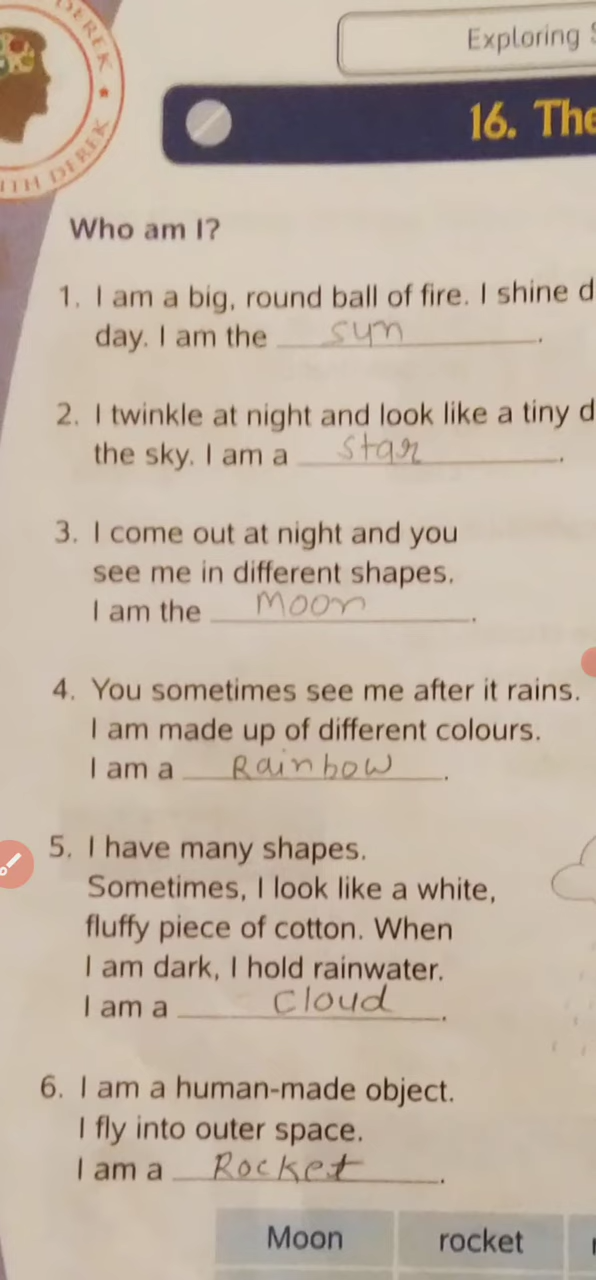 DEREK
ITH DEREK
Exploring S
16. The
Who am I?
1. I am a big, round ball of fire. I shine d
day. I am the sun.
2. I twinkle at night and look like a tiny d
the sky. I am a star.
3. I come out at night and you
see me in different shapes.
I am the Moon.
4. You sometimes see me after it rains.
I am made up of different colours.
I am a Rainbow.
5. I have many shapes.
Sometimes, I look like a white,
fluffy piece of cotton. When
I am dark, I hold rainwater.
I am a Cloud.
6. I am a human-made object.
I fly into outer space.
I am a Rocket.
Moon rocket